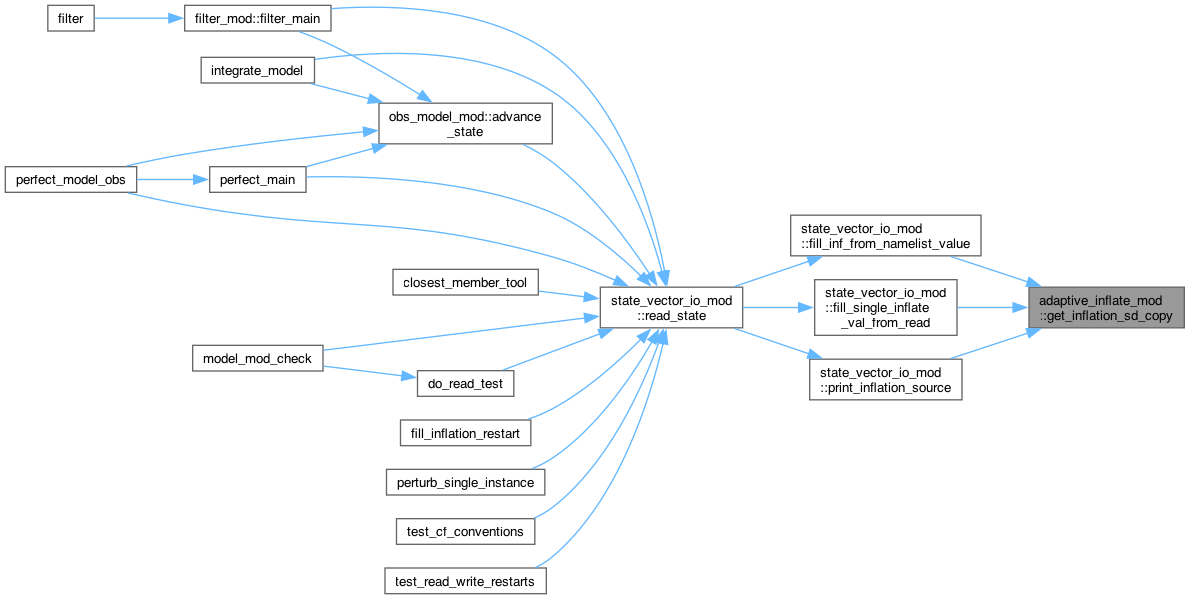 filter
filter_mod::filter_main
integrate_model
obs_model_mod::advance
_state
perfect_model_obs
perfect_main
closest_member_tool
model_mod_check
do_read_test
fill_inflation_restart
perturb_single_instance
test_cf_conventions
test_read_write_restarts
state_vector_io_mod
::read_state
state_vector_io_mod
::fill_inf_from_namelist_value
state_vector_io_mod
::fill_single_inflate
_val_from_read
state_vector_io_mod
::print_inflation_source
adaptive_inflate_mod
::get_inflation_sd_copy